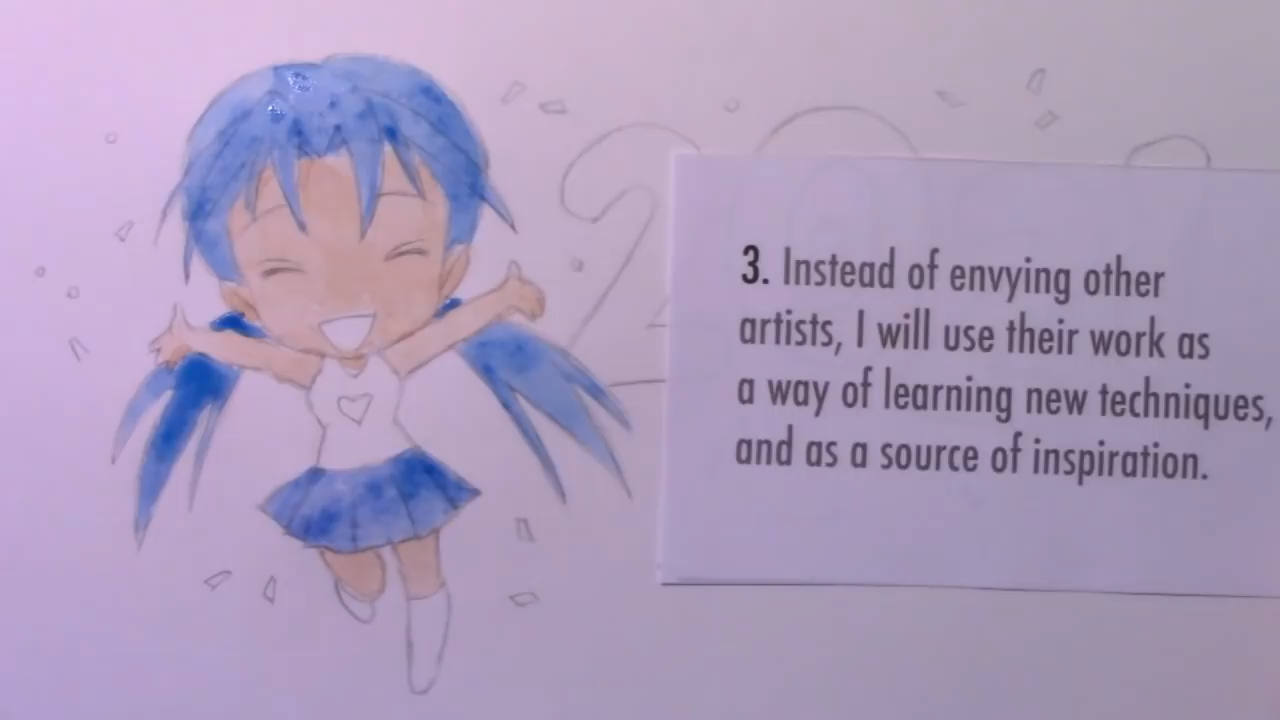 2
3. Instead of envying other
artists, I will use their work as
a way of learning new techniques,
and as a source of inspiration.